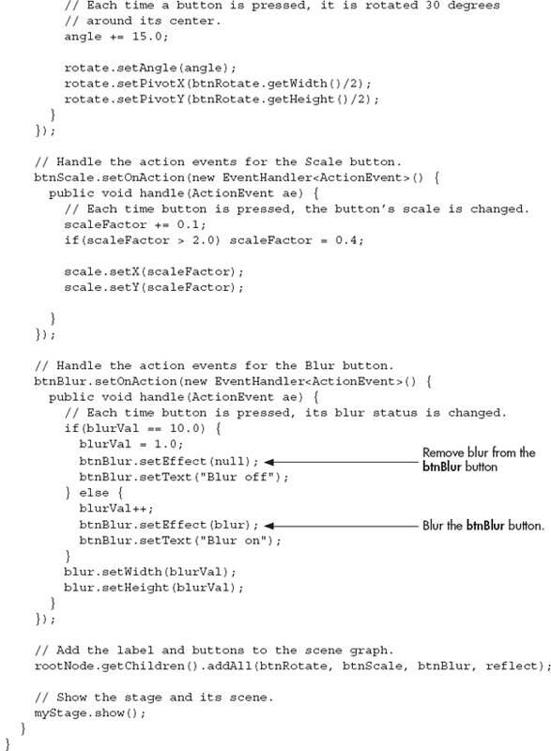 // Each time a button is pressed, it is rotated 30 degrees
// around its center.
angle += 15.0;
rotate.setAngle(angle);
rotate.setPivotX(btnRotate.getWidth()/2);
rotate.setPivotY(btnRotate.getHeight()/2);
}
});
// Handle the action events for the Scale button.
btnScale.setOnAction(new EventHandler<ActionEvent>() {
public void handle(ActionEvent ae) {
// Each time button is pressed, the button's scale is changed.
scaleFactor += 0.1;
if(scaleFactor > 2.0) scaleFactor = 0.4;
scale.setX(scaleFactor);
scale.setY(scaleFactor);
}
});
// Handle the action events for the Blur button.
btnBlur.setOnAction(new EventHandler<ActionEvent>() {
public void handle(ActionEvent ae) {
// Each time button is pressed, its blur status is changed.
if(blurVal == 10.0) {
blurVal = 1.0;
btnBlur.setEffect(null);
Remove blur from the
btnBlur button
btnBlur.setText("Blur off");
} else {
blurVal++;
btnBlur.setEffect(blur);
Blur the btnBlur button.
btnBlur.setText("Blur on");
}
blur.setWidth(blurVal);
blur.setHeight(blurVal);
}
});
// Add the label and buttons to the scene graph.
rootNode.getChildren().addAll(btnRotate, btnScale, btnBlur, reflect);
// Show the stage and its scene.
myStage.show();
}
}